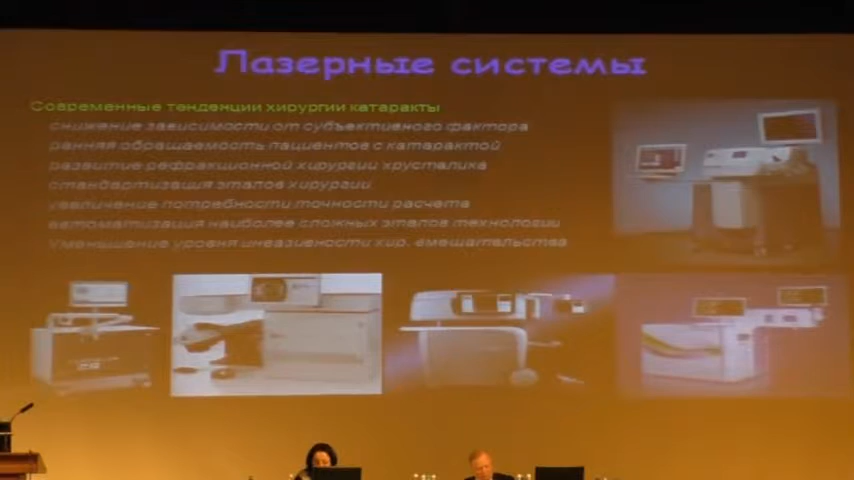 Лазерные системы
Современные тенденции хирургии катаракты
снижение зависимости от субъективного фактора
ранняя обращаемость пациентов с катарактой
развитие рефракционной хирургии хрусталика
стандартизация этапов хирургии
увеличение потребности точности расчета
автоматизация наиболее сложных этапов технологии
Уменьшение уровня инвазивности хир. вмешательства